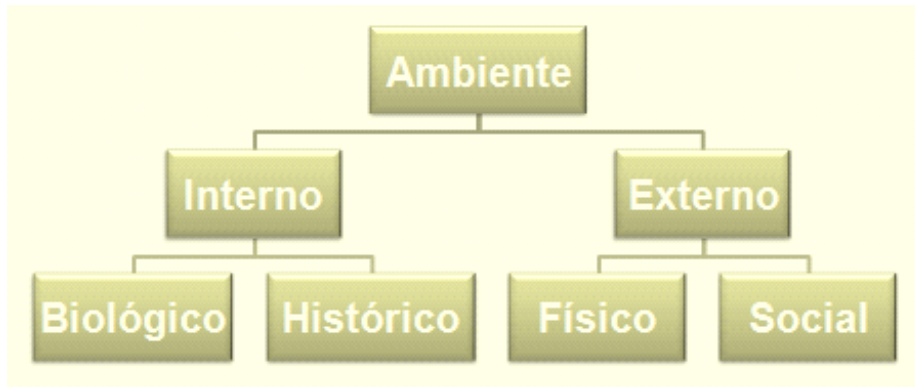 Ambiente
Interno
Externo
Biológico
Histórico
Físico
Social